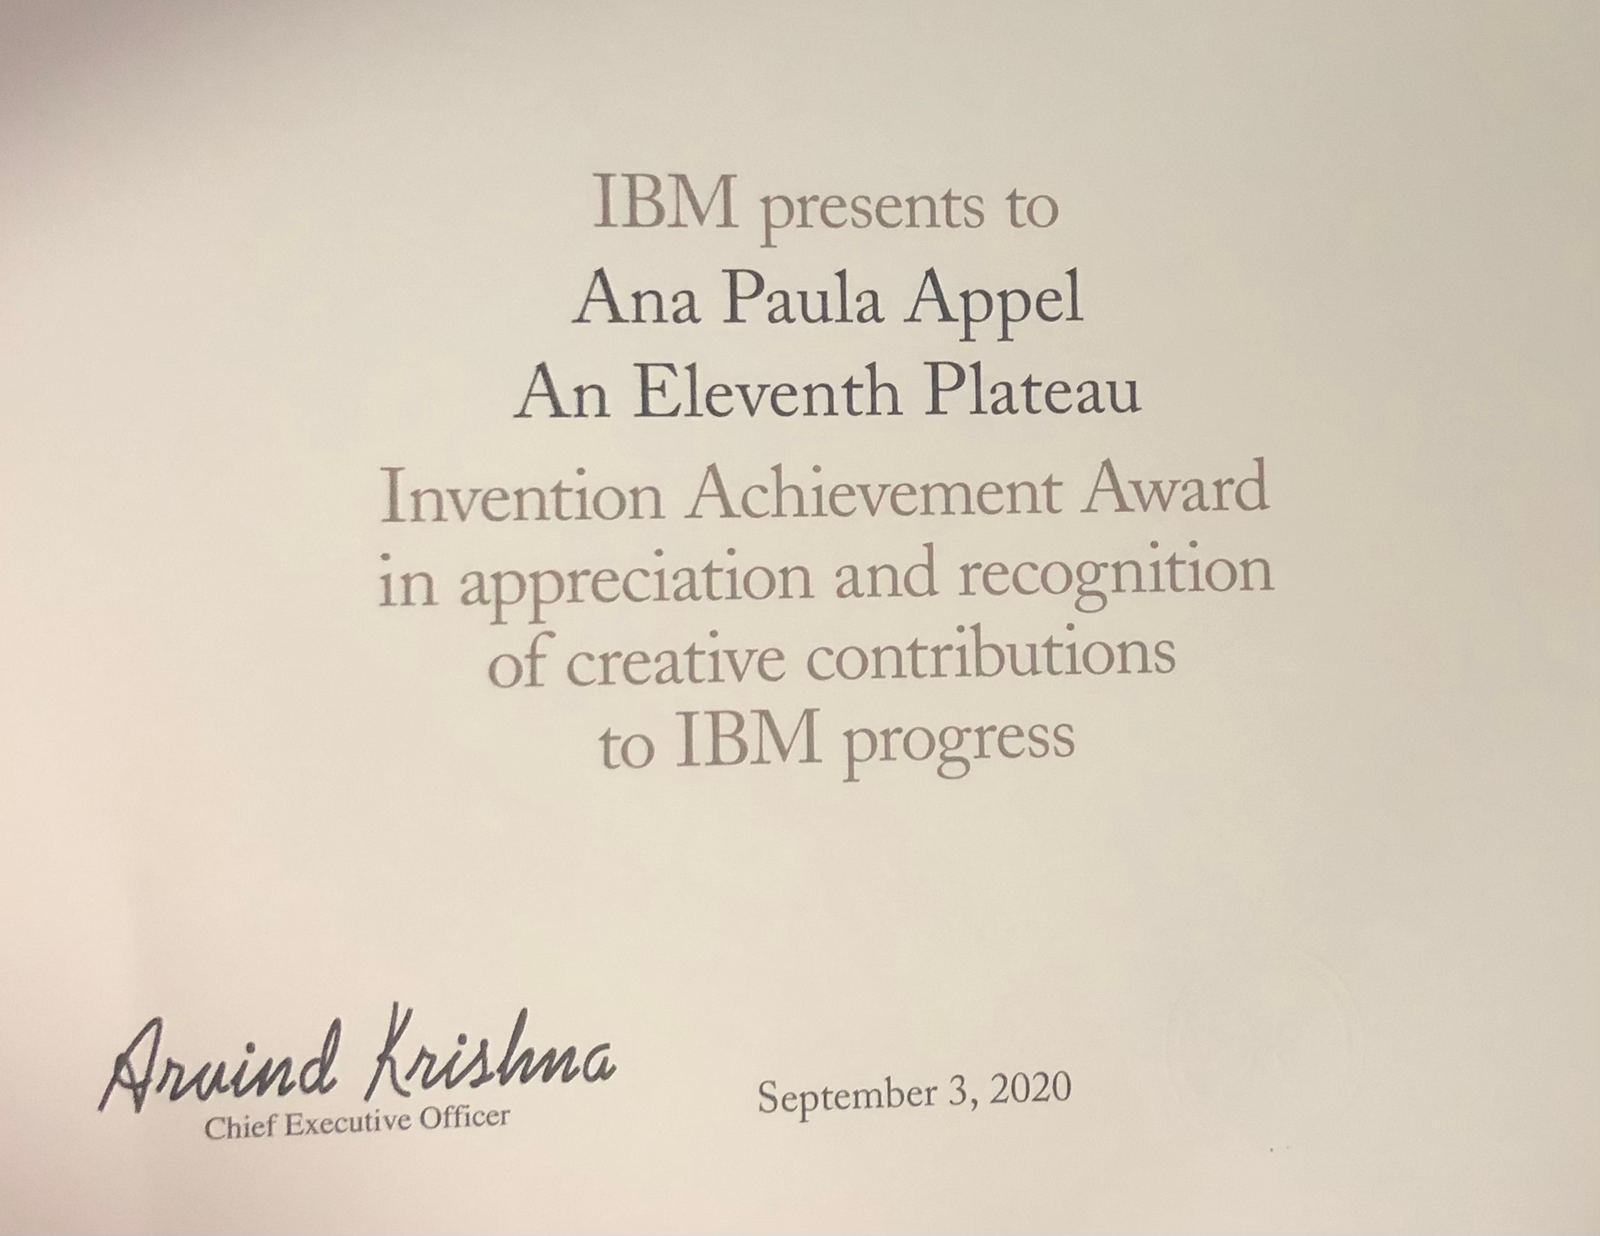 IBM presents to
Ana Paula Appel
An Eleventh Plateau
Invention Achievement Award
in appreciation and recognition
of creative contributions
to IBM progress
Arvind Krishna
Chief Executive Officer
September 3, 2020